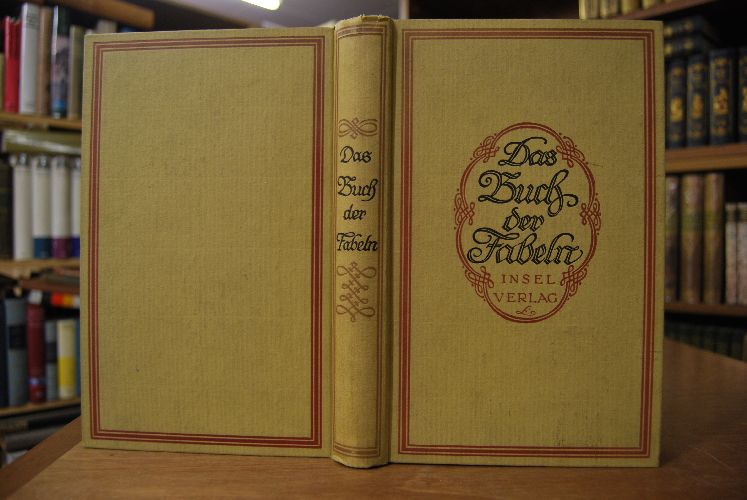 Das
Buch
der
Fabeln
Das
Buch
der
Fabeln
INSEL
VERLAG